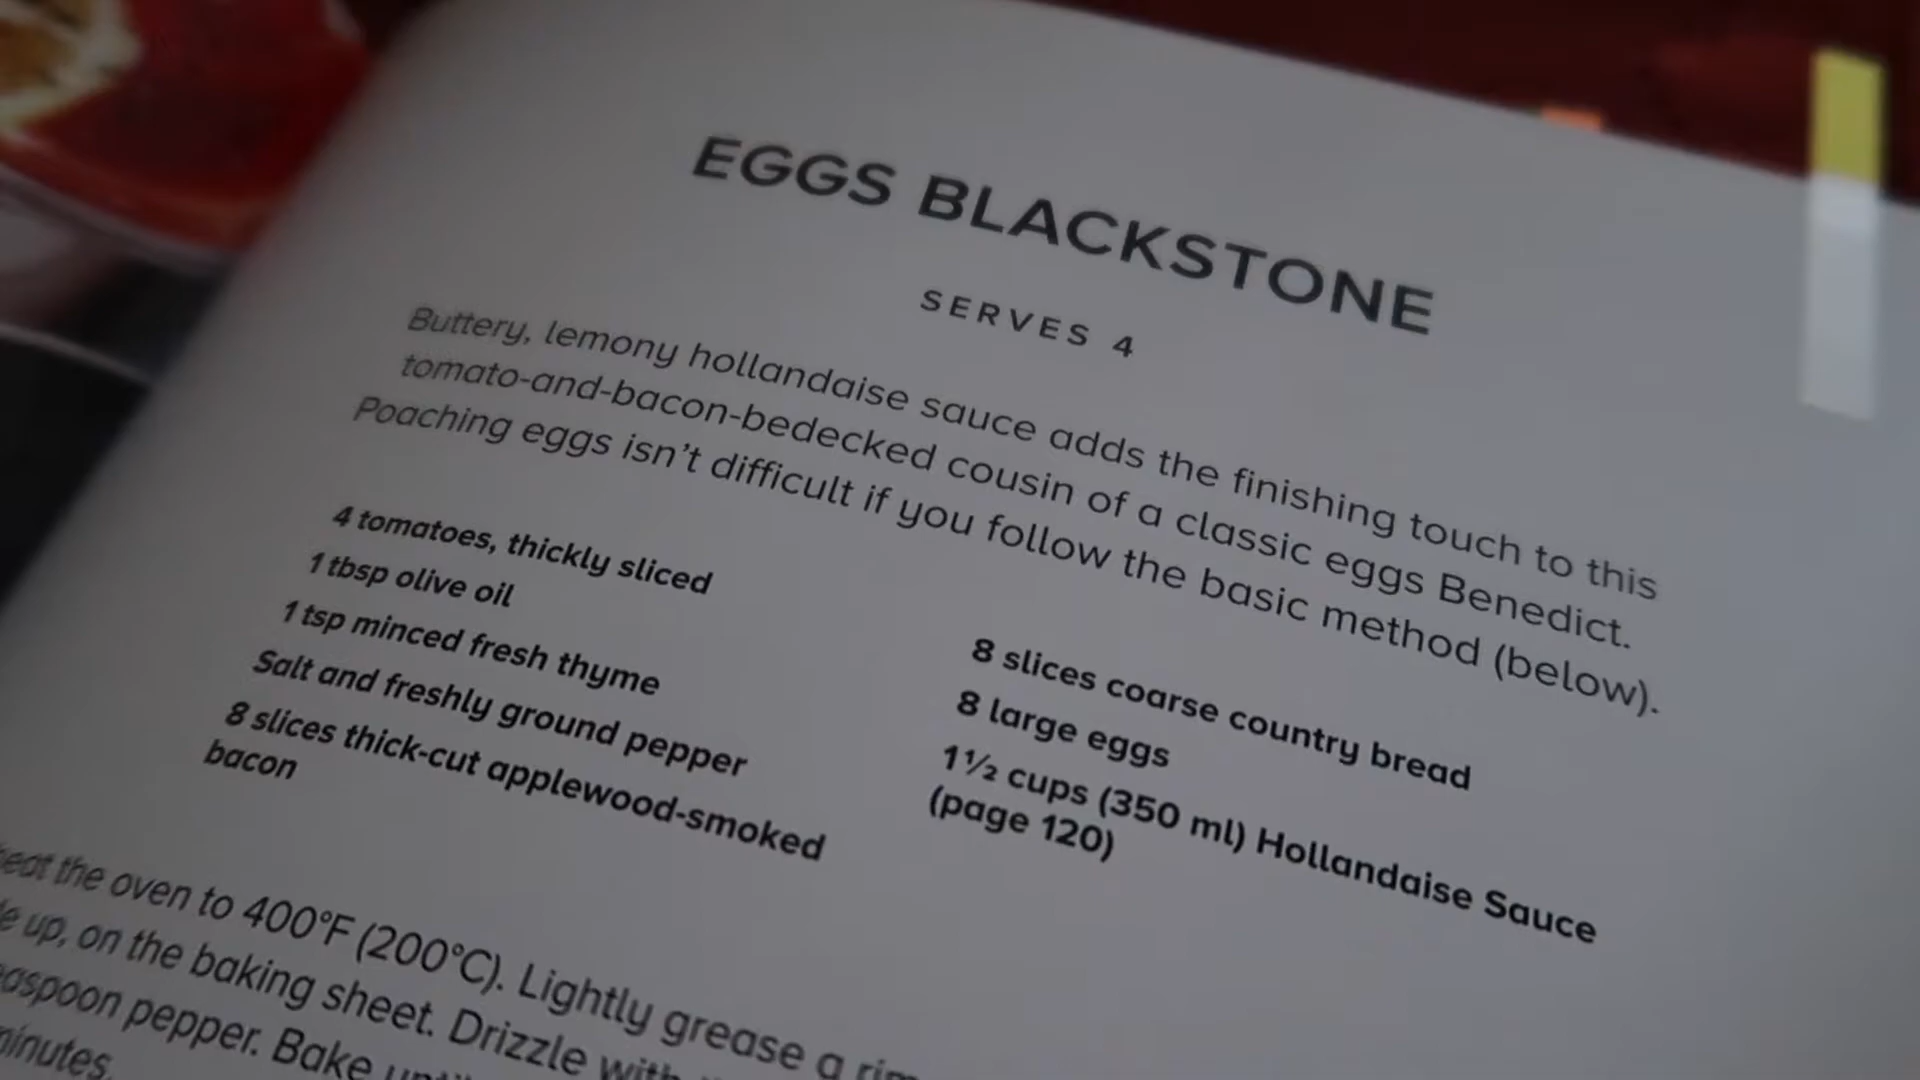 EGGS BLACKSTONE
SERVES 4
Buttery, lemony hollandaise sauce adds the finishing touch to this
tomato-and-bacon-bedecked cousin of a classic eggs Benedict.
Poaching eggs isn't difficult if you follow the basic method (below).
4 tomatoes, thickly sliced
1 tbsp olive oil
1 tsp minced fresh thyme
Salt and freshly ground pepper
8 slices thick-cut applewood-smoked
bacon
8 slices coarse country bread
8 large eggs
1½ cups (350 ml) Hollandaise Sauce
(page 120)
the oven to 400°F (200°C). Lightly grease a
up, on the baking sheet. Drizzle with
pepper. Bake
minutes.